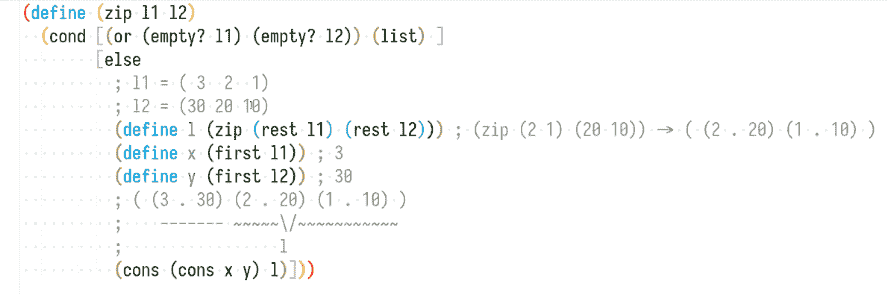 (define (zip l1 l2)
  (cond [(or (empty? l1) (empty? l2)) (list) ]
        [else
          ; l1 = ( 3  2  1)
          ; l2 = (30 20 10)
          (define l (zip (rest l1) (rest l2))) ; (zip (2 1) (20 10)) → ( (2 . 20) (1 . 10) )
          (define x (first l1)) ; 3
          (define y (first l2)) ; 30
          ; ( (3 . 30) (2 . 20) (1 . 10) )
          ;   ------- ~~~~~\/~~~~~~~~~~~
          ;                l
          (cons (cons x y) l)]))